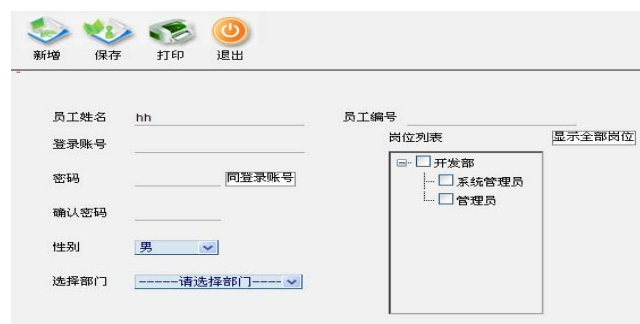 新增 保存 打印 退出
员工姓名 hh 员工编号
登录账号 岗位列表 显示全部岗位
开发部
密码 同登录账号 系统管理员
管理员
确认密码
性别 男
选择部门 -----请选择部门----